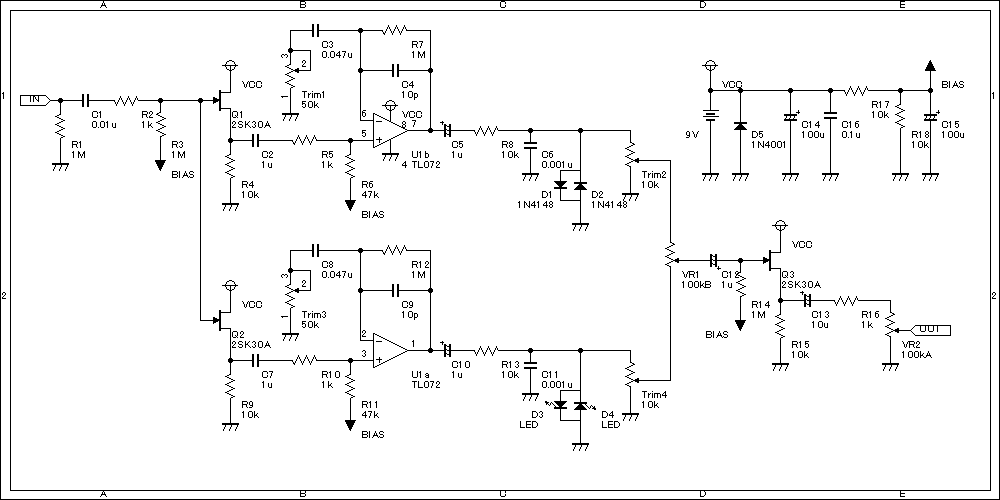 A B C D E
1 1
2 2
IN
C1
0.01u
R1
1M
R2
1k
R3
1M
BIAS
VCC
Q1
2SK30A
R4
10k
C2
1u
R5
1k
R6
47k
BIAS
C3
0.047u
3
2
1
Trim1
50k
R7
1M
C4
10p
VCC
6
8
7
5
4
U1b
TL072
C5
1u
R8
10k
C6
0.001u
D1
1N4148
D2
1N4148
Trim2
10k
VCC
Q2
2SK30A
R9
10k
C7
1u
R10
1k
R11
47k
BIAS
C8
0.047u
3
2
1
Trim3
50k
R12
1M
C9
10p
2
1
3
U1a
TL072
C10
1u
R13
10k
C11
0.001u
D3
LED
D4
LED
Trim4
10k
VR1
100kB
C12
1u
R14
1M
BIAS
VCC
Q3
2SK30A
R15
10k
C13
10u
R16
1k
OUT
VR2
100kA
VCC
9V
D5
1N4001
C14
100u
C16
0.1u
R17
10k
R18
10k
BIAS
C15
100u
A B C D E